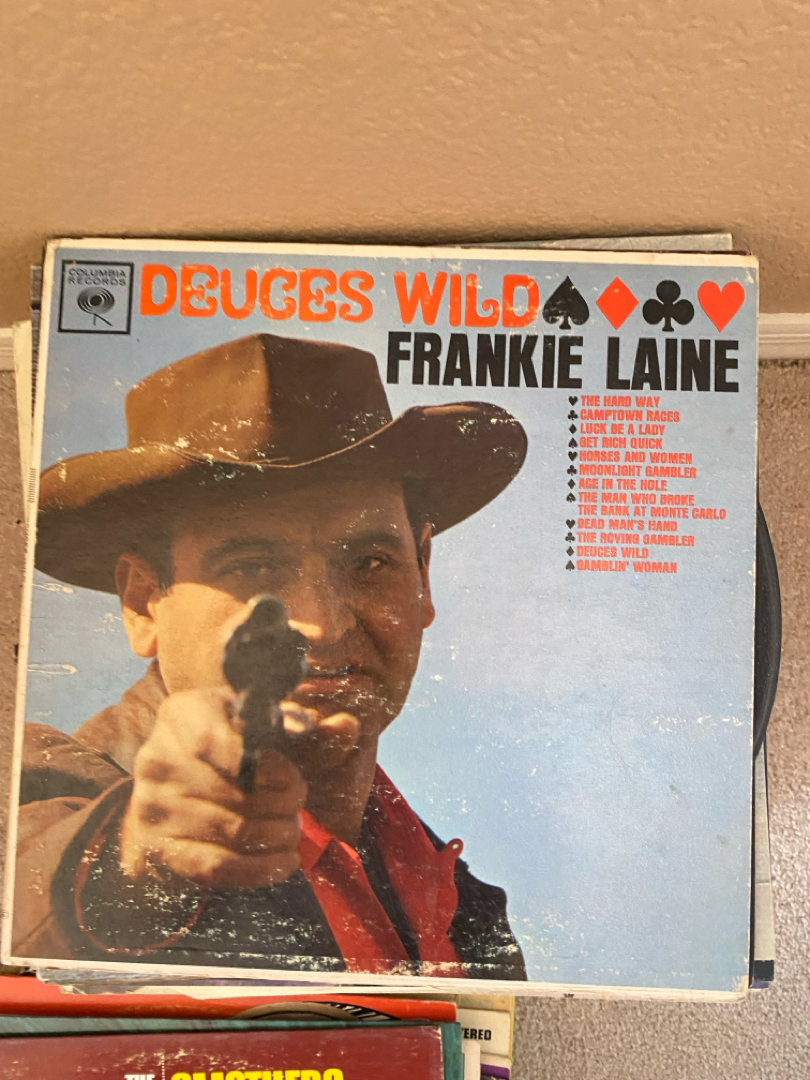 COLUMBIA
RECORDS
DEUCES WILD
FRANKIE LAINE
THE HARD WAY
CAMPTOWN RACES
LUCK BE A LADY
GET RICH QUICK
HORSES AND WOMEN
MOONLIGHT GAMBLER
ACE IN THE HOLE
THE MAN WHO BROKE
THE BANK AT MONTE CARLO
DEAD MAN'S HAND
THE ROVING GAMBLER
DEUCES WILD
GAMBLIN' WOMAN
THE